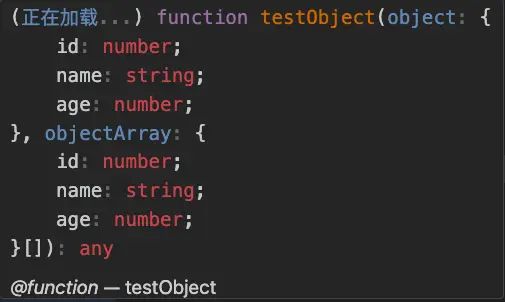 (正在加载...) function testObject(object: {
    id: number;
    name: string;
    age: number;
}, objectArray: {
    id: number;
    name: string;
    age: number;
}[]): any
@function — testObject